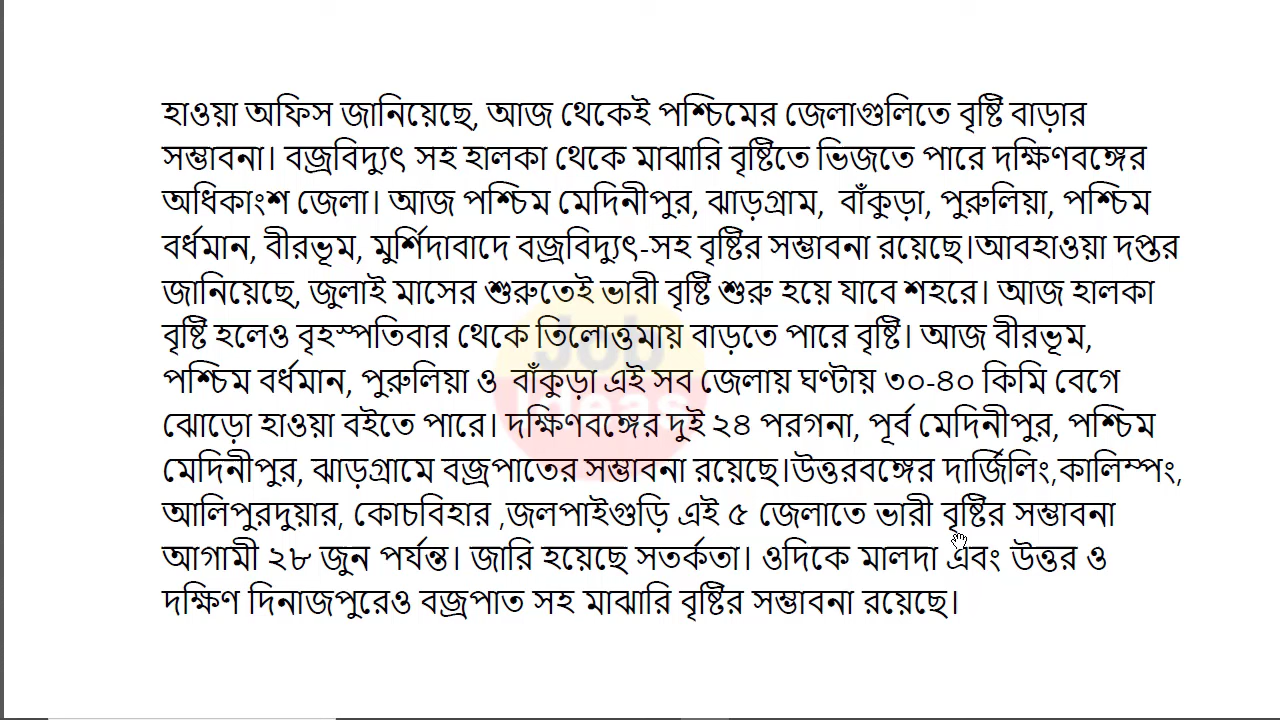 হাওয়া অফিস জানিয়েছে, আজ থেকেই পশ্চিমের জেলাগুলিতে বৃষ্টি বাড়ার
সম্ভাবনা। বজ্রবিদ্যুৎ সহ হালকা থেকে মাঝারি বৃষ্টিতে ভিজতে পারে দক্ষিণবঙ্গের
অধিকাংশ জেলা। আজ পশ্চিম মেদিনীপুর, ঝাড়গ্রাম, বাঁকুড়া, পুরুলিয়া, পশ্চিম
বর্ধমান, বীরভূম, মুর্শিদাবাদে বজ্রবিদ্যুৎ-সহ বৃষ্টির সম্ভাবনা রয়েছে।আবহাওয়া দপ্তর
জানিয়েছে, জুলাই মাসের শুরুতেই ভারী বৃষ্টি শুরু হয়ে যাবে শহরে। আজ হালকা
বৃষ্টি হলেও বৃহস্পতিবার থেকে তিলোত্তমায় বাড়তে পারে বৃষ্টি। আজ বীরভূম,
পশ্চিম বর্ধমান, পুরুলিয়া ও বাঁকুড়া এই সব জেলায় ঘণ্টায় ৩০-৪০ কিমি বেগে
ঝোড়ো হাওয়া বইতে পারে। দক্ষিণবঙ্গের দুই ২৪ পরগনা, পূর্ব মেদিনীপুর, পশ্চিম
মেদিনীপুর, ঝাড়গ্রামে বজ্রপাতের সম্ভাবনা রয়েছে।উত্তরবঙ্গের দার্জিলিং,কালিম্পং,
আলিপুরদুয়ার, কোচবিহার ,জলপাইগুড়ি এই ৫ জেলাতে ভারী বৃষ্টির সম্ভাবনা
আগামী ২৮ জুন পর্যন্ত। জারি হয়েছে সতর্কতা। ওদিকে মালদা এবং উত্তর ও
দক্ষিণ দিনাজপুরেও বজ্রপাত সহ মাঝারি বৃষ্টির সম্ভাবনা রয়েছে।
Job
Ideas